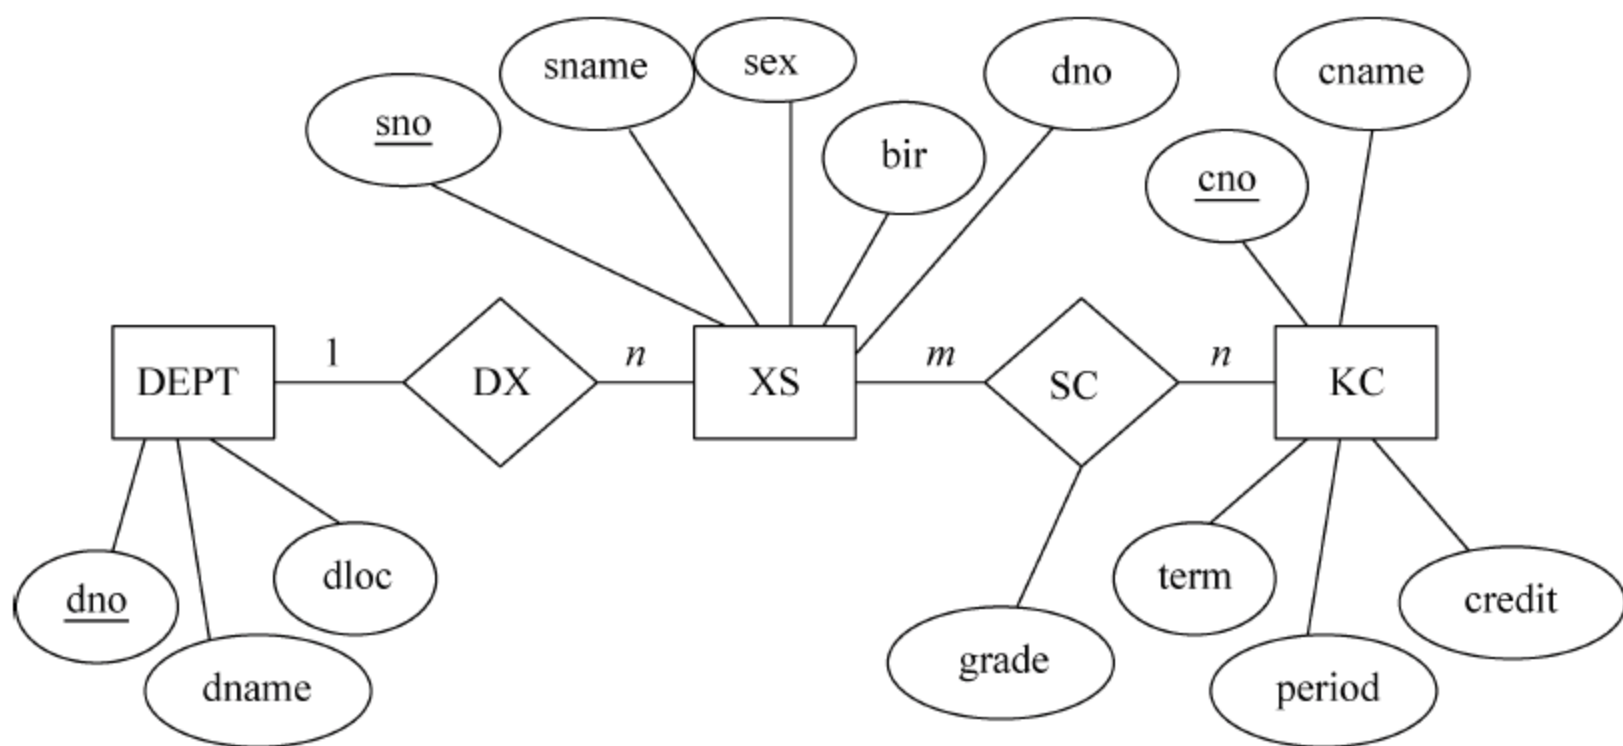 sname
sex
dno
cname
sno
bir
cno
DEPT
1
DX
n
XS
m
SC
n
KC
dno
dloc
dname
grade
term
period
credit